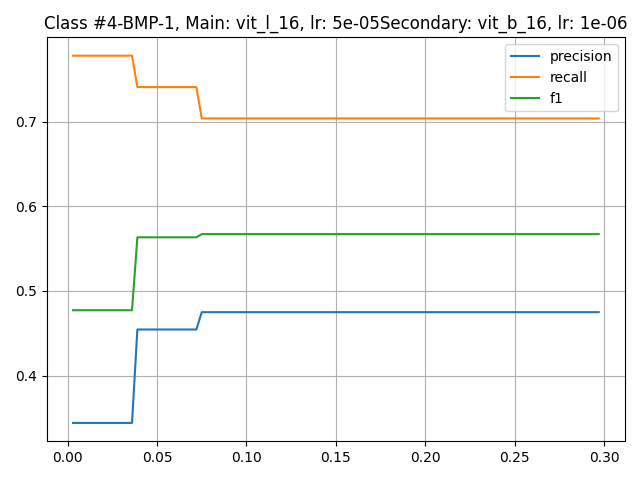 Class #4-BMP-1, Main: vit_l_16, lr: 5e-05Secondary: vit_b_16, lr: 1e-06
precision
recall
f1
0.7
0.6
0.5
0.4
0.00 0.05 0.10 0.15 0.20 0.25 0.30